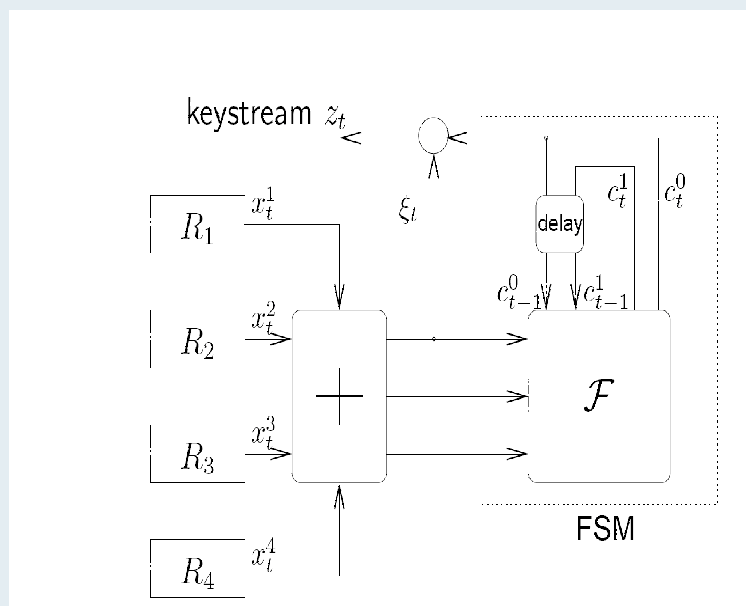 keystream z_t
x_t^1
R_1
ξ_t
c_t^1
c_t^0
delay
c_{t-1}^0
c_{t-1}^1
x_t^2
R_2
+
F
x_t^3
R_3
FSM
x_t^4
R_4